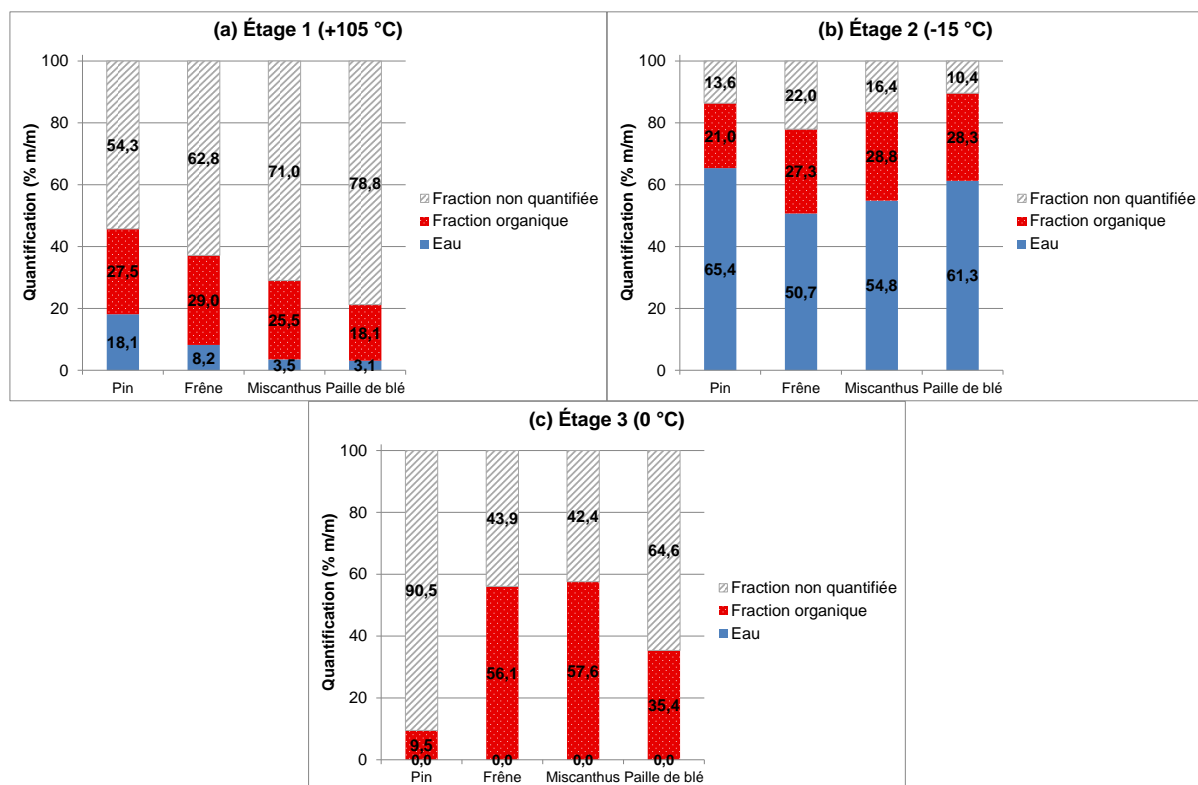 (a) Étage 1 (+105 °C)
Quantification (% m/m)
100
80
60
40
20
0
54,3
62,8
71,0
78,8
27,5
29,0
25,5
18,1
18,1
8,2
3,5
3,1
Pin
Frêne
Miscanthus
Paille de blé
Fraction non quantifiée
Fraction organique
Eau
(b) Étage 2 (-15 °C)
Quantification (% m/m)
100
80
60
40
20
0
13,6
22,0
16,4
10,4
21,0
27,3
28,8
28,3
65,4
50,7
54,8
61,3
Pin
Frêne
Miscanthus
Paille de blé
Fraction non quantifiée
Fraction organique
Eau
(c) Étage 3 (0 °C)
Quantification (% m/m)
100
80
60
40
20
0
90,5
43,9
42,4
64,6
9,5
56,1
57,6
35,4
0,0
0,0
0,0
0,0
Pin
Frêne
Miscanthus
Paille de blé
Fraction non quantifiée
Fraction organique
Eau